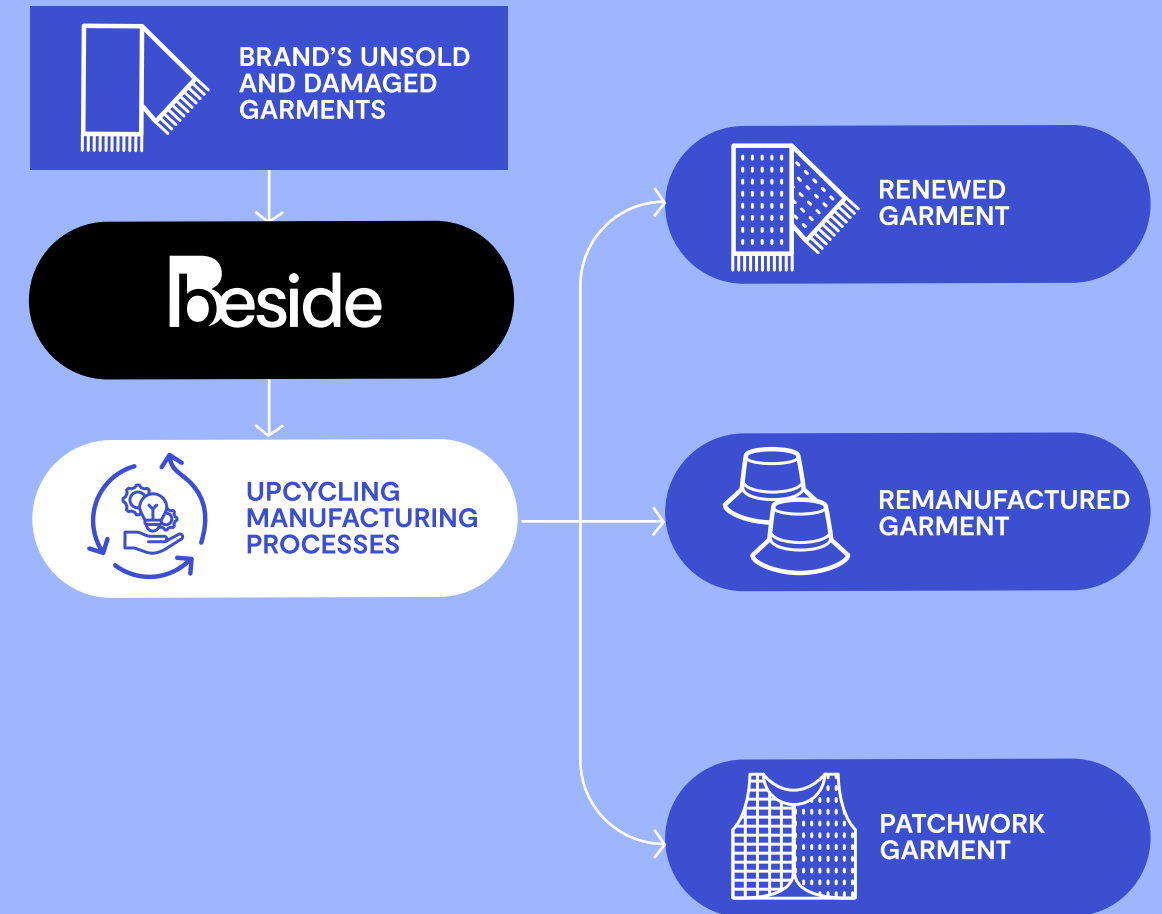 BRAND’S UNSOLD
AND DAMAGED
GARMENTS
Beside
UPCYCLING
MANUFACTURING
PROCESSES
RENEWED
GARMENT
REMANUFACTURED
GARMENT
PATCHWORK
GARMENT